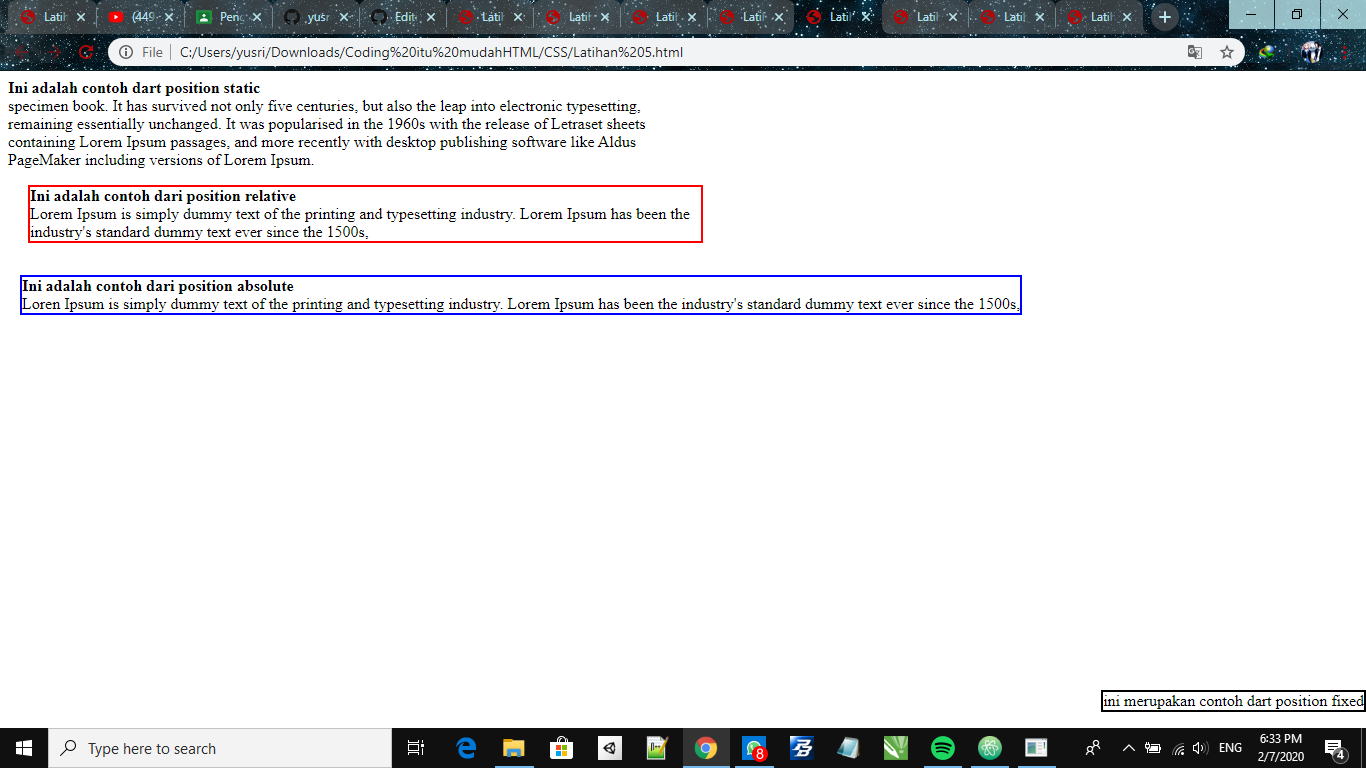 Latil
(449
Penc
yusr
Edit
Latil
Latil
Latil
Latil
Latil
Latil
Latil
Latil
File
C:/Users/yusri/Downloads/Coding%20itu%20mudahHTML/CSS/Latihan%205.html
Ini adalah contoh dart position static
specimen book. It has survived not only five centuries, but also the leap into electronic typesetting,
remaining essentially unchanged. It was popularised in the 1960s with the release of Letraset sheets
containing Lorem Ipsum passages, and more recently with desktop publishing software like Aldus
PageMaker including versions of Lorem Ipsum.
Ini adalah contoh dari position relative
Lorem Ipsum is simply dummy text of the printing and typesetting industry. Lorem Ipsum has been the
industry's standard dummy text ever since the 1500s,
Ini adalah contoh dari position absolute
Loren Ipsum is simply dummy text of the printing and typesetting industry. Lorem Ipsum has been the industry's standard dummy text ever since the 1500s,
ini merupakan contoh dart position fixed
Type here to search
8
ENG
6:33 PM
2/7/2020
4